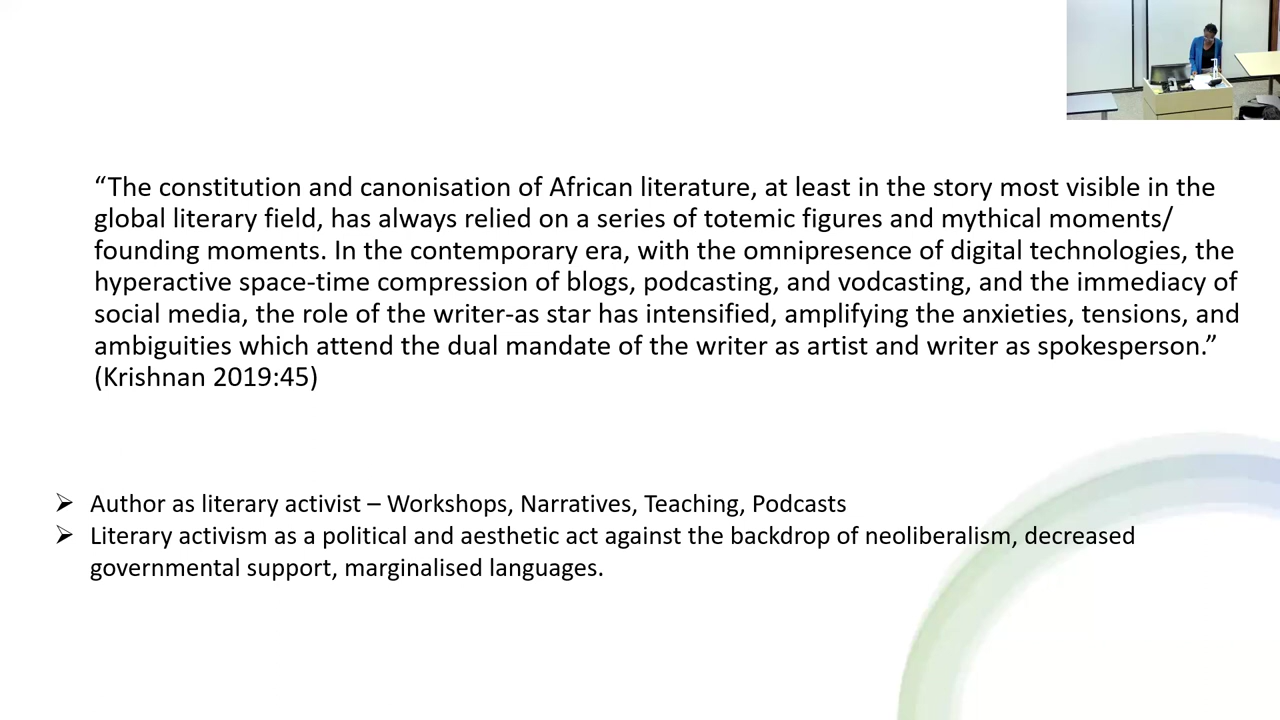 “The constitution and canonisation of African literature, at least in the story most visible in the
global literary field, has always relied on a series of totemic figures and mythical moments/
founding moments. In the contemporary era, with the omnipresence of digital technologies, the
hyperactive space-time compression of blogs, podcasting, and vodcasting, and the immediacy of
social media, the role of the writer-as star has intensified, amplifying the anxieties, tensions, and
ambiguities which attend the dual mandate of the writer as artist and writer as spokesperson.”
(Krishnan 2019:45)
➢ Author as literary activist – Workshops, Narratives, Teaching, Podcasts
➢ Literary activism as a political and aesthetic act against the backdrop of neoliberalism, decreased
governmental support, marginalised languages.